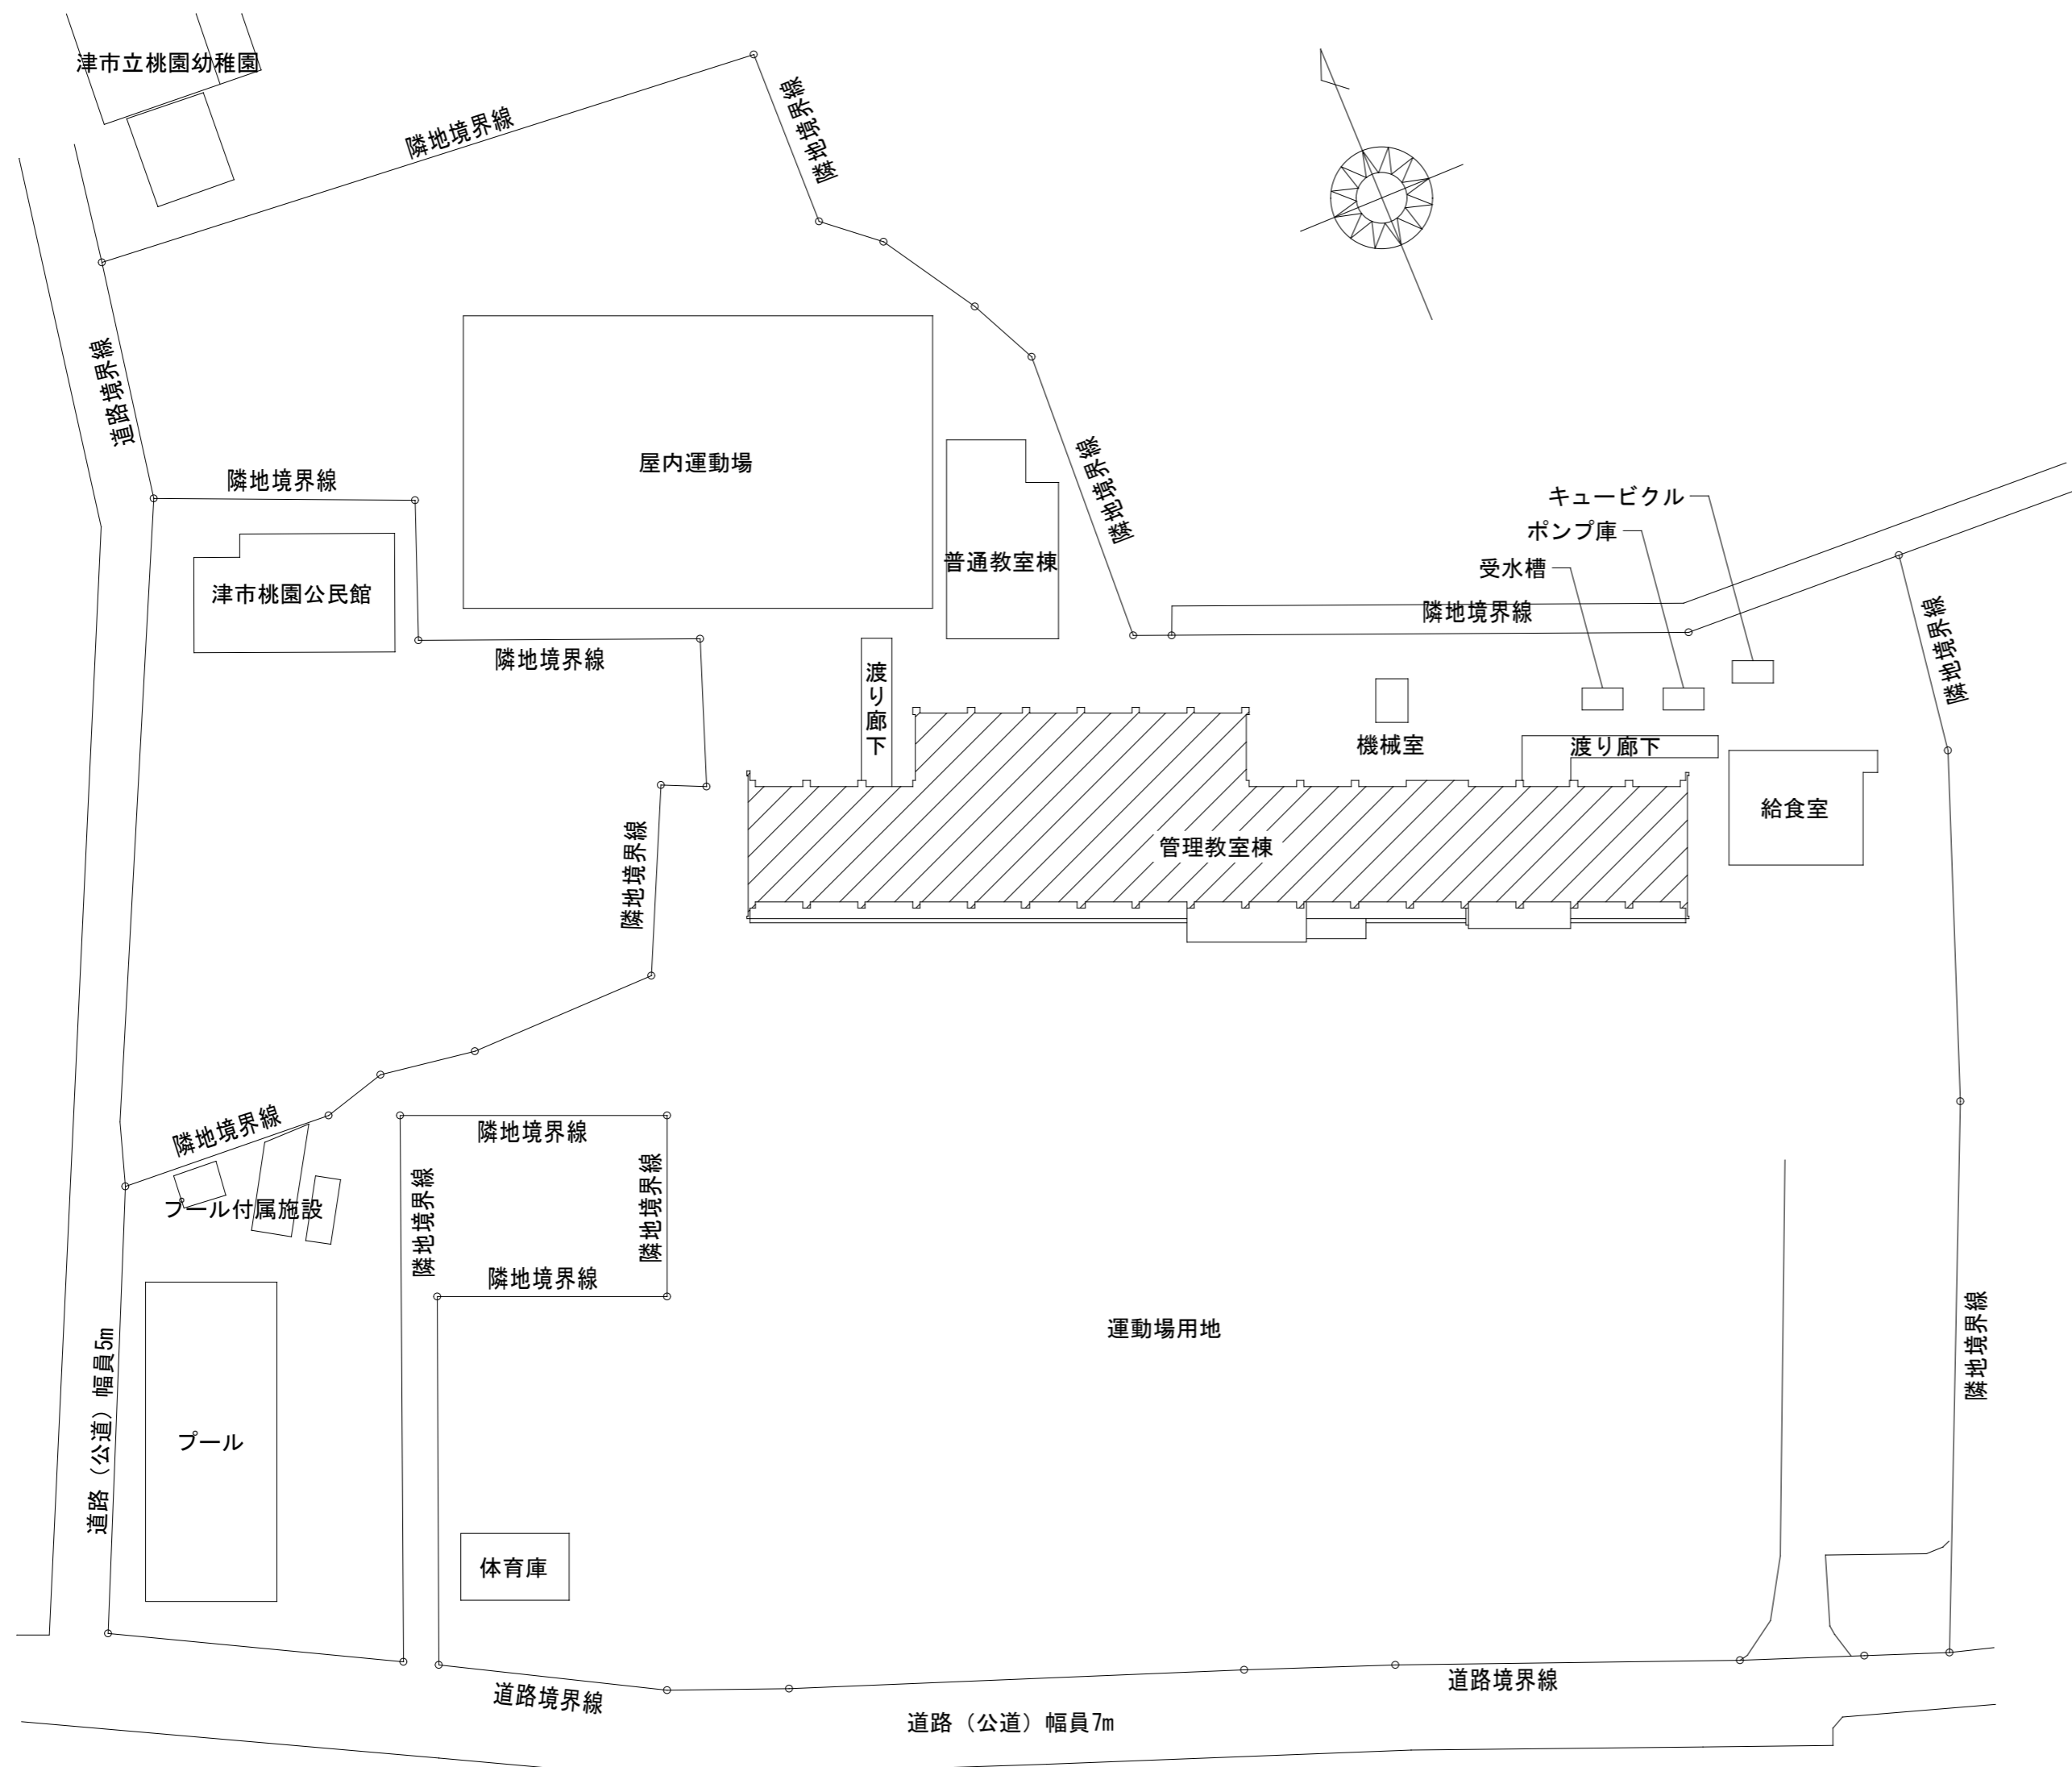 津市立桃園幼稚園
隣地境界線
隣地境界線
道路境界線
隣地境界線
屋内運動場
隣地境界線
キュービクル
ポンプ庫
受水槽
普通教室棟
津市桃園公民館
隣地境界線
隣地境界線
隣地境界線
渡り廊下
機械室
渡り廊下
給食室
管理教室棟
隣地境界線
隣地境界線
隣地境界線
隣地境界線
隣地境界線
プール付属施設
隣地境界線
運動場用地
隣地境界線
道路（公道）幅員5m
プール
体育庫
道路境界線
道路境界線
道路（公道）幅員7m